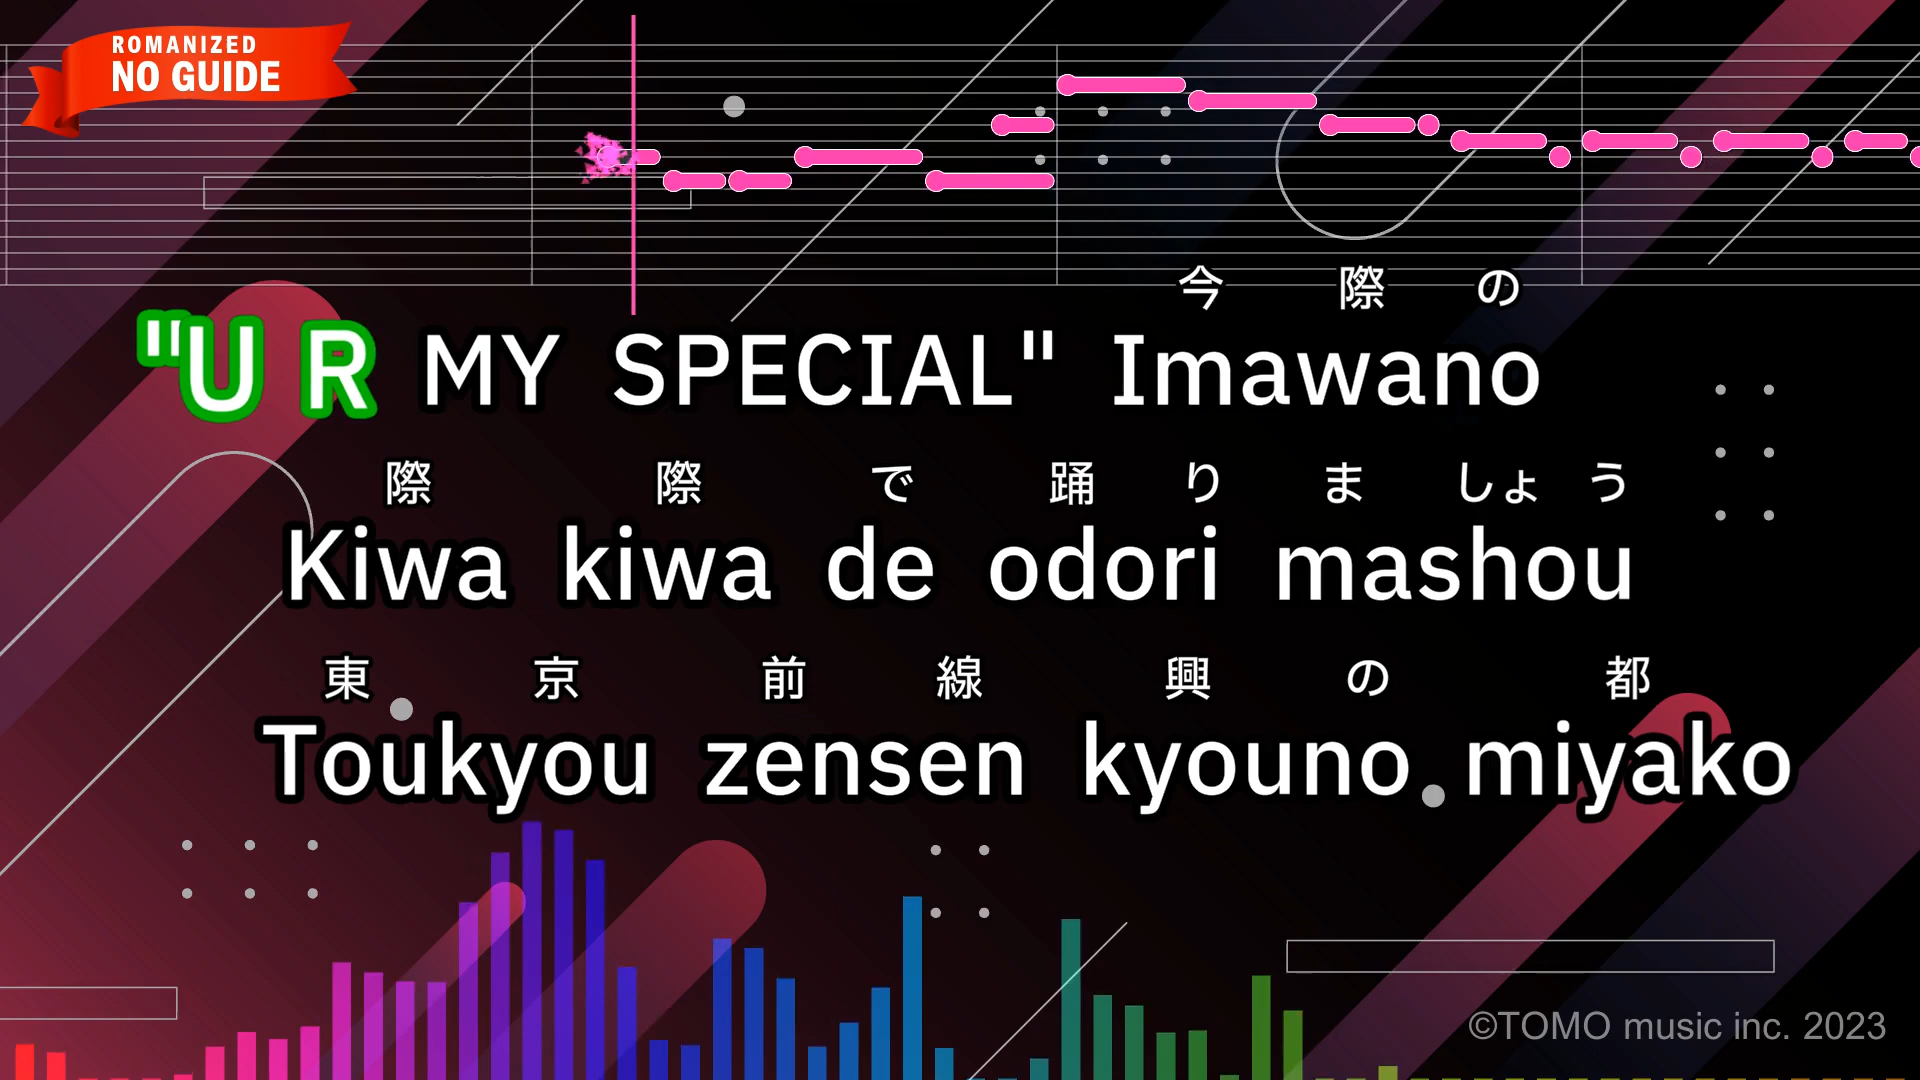 ROMANIZED
NO GUIDE
今際の
"U R MY SPECIAL" Imawano
際際で踊りましょう
Kiwa kiwa de odori mashou
東京前線興の都
Toukyou zensen kyouno miyako
©TOMO music inc. 2023